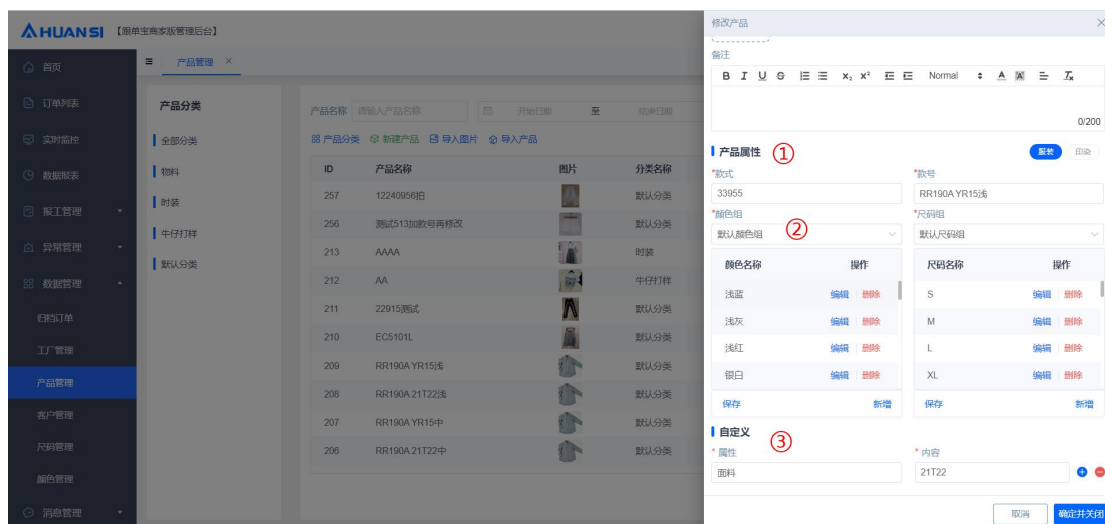 HUANSI 【跟单宝商家版管理后台】
首页
订单列表
实时监控
数据报表
报工管理
异常管理
数据管理
归档订单
工厂管理
产品管理
客户管理
尺码管理
颜色管理
消息管理
产品管理 ×
产品分类
全部分类
物料
时装
牛仔打样
默认分类
产品名称 请输入产品名称 开始日期 至 结束日期
产品分类 新建产品 导入图片 导入产品
ID 产品名称 图片 分类名称
257 12240956拍 默认分类
256 测试513加款号再修改 默认分类
213 AAAA 时装
212 AA 牛仔打样
211 22915测试 默认分类
210 EC5101L 默认分类
209 RR190A YR15浅 默认分类
208 RR190A 21T22浅 默认分类
207 RR190A YR15中 默认分类
206 RR190A 21T22中 默认分类
修改产品 ×
备注
B I U S X₂ X² Normal A Tx
0/200
产品属性 ① 服装 印染
*款式 *款号
33955 RR190A YR15浅
*颜色组 *尺码组
默认颜色组 ② 默认尺码组
颜色名称 操作 尺码名称 操作
浅蓝 编辑 删除 S 编辑 删除
浅灰 编辑 删除 M 编辑 删除
浅红 编辑 删除 L 编辑 删除
银白 编辑 删除 XL 编辑 删除
保存 新增 保存 新增
自定义 ③
* 属性 * 内容
面料 21T22
取消 确定并关闭